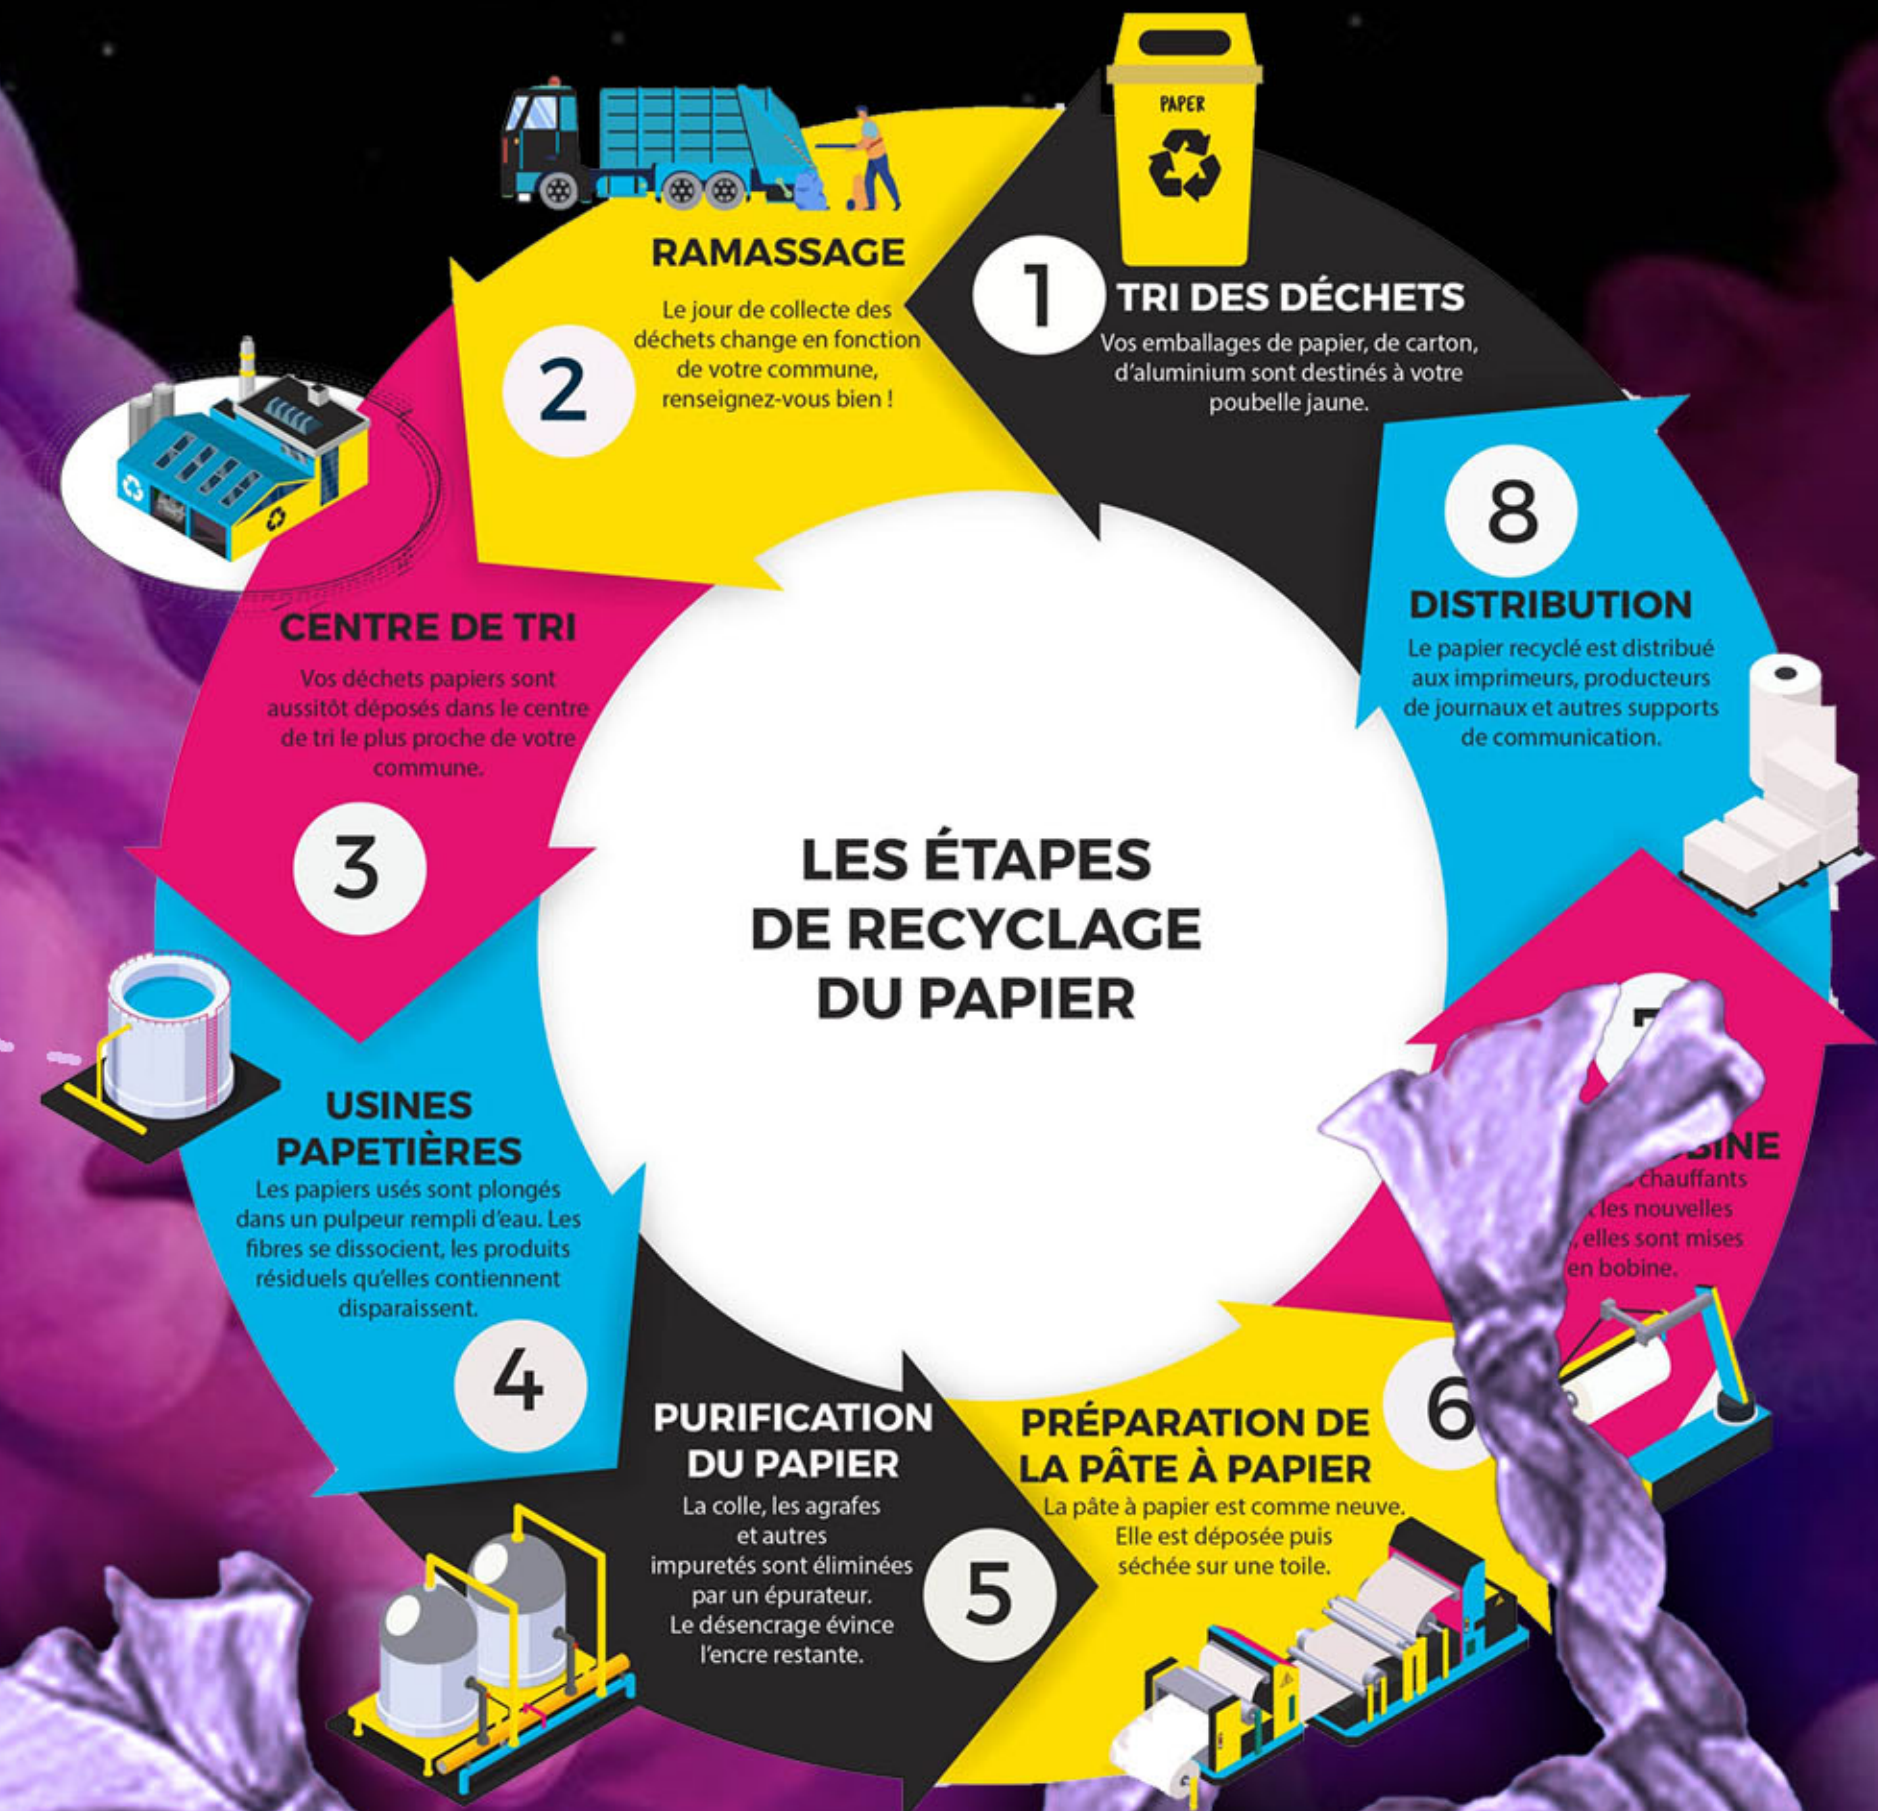 LES ÉTAPES
DE RECYCLAGE
DU PAPIER
PAPER
1
TRI DES DÉCHETS
Vos emballages de papier, de carton,
d'aluminium sont destinés à votre
poubelle jaune.
RAMASSAGE
Le jour de collecte des
déchets change en fonction
de votre commune,
renseignez-vous bien !
2
CENTRE DE TRI
Vos déchets papiers sont
aussitôt déposés dans le centre
de tri le plus proche de votre
commune.
3
USINES
PAPETIÈRES
Les papiers usés sont plongés
dans un pulpeur rempli d'eau. Les
fibres se dissocient, les produits
résiduels qu'elles contiennent
disparaissent.
4
PURIFICATION
DU PAPIER
La colle, les agrafes
et autres
impuretés sont éliminées
par un épurateur.
Le désencrage évince
l'encre restante.
5
6
PRÉPARATION DE
LA PÂTE À PAPIER
La pâte à papier est comme neuve.
Elle est déposée puis
séchée sur une toile.
chauffants
les nouvelles
, elles sont mises
en bobine.
8
DISTRIBUTION
Le papier recyclé est distribué
aux imprimeurs, producteurs
de journaux et autres supports
de communication.